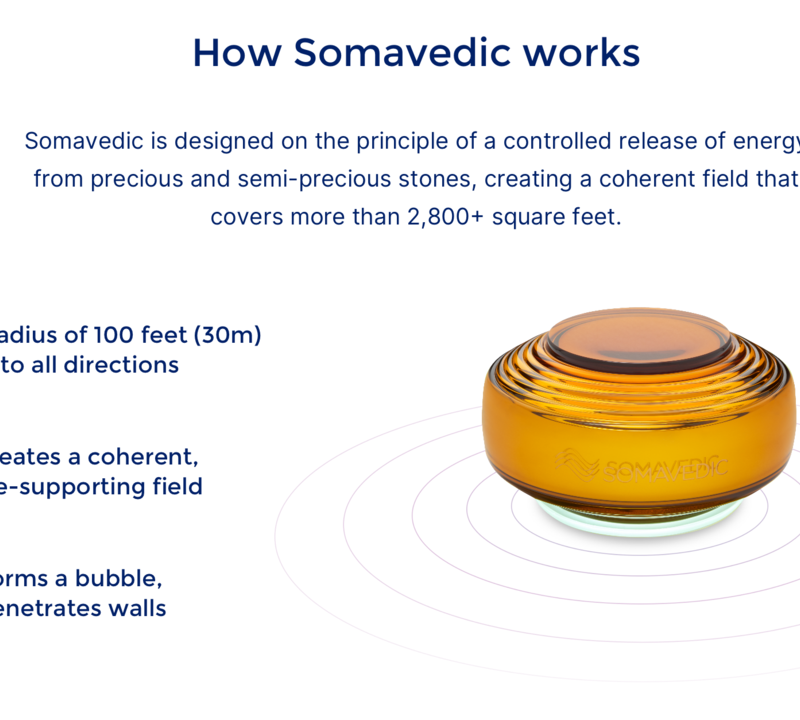 How Somavedic works
Somavedic is designed on the principle of a controlled release of energy
from precious and semi-precious stones, creating a coherent field that
covers more than 2,800+ square feet.
adius of 100 feet (30m)
to all directions
eates a coherent,
e-supporting field
orms a bubble,
enetrates walls
SOMAVEDIC